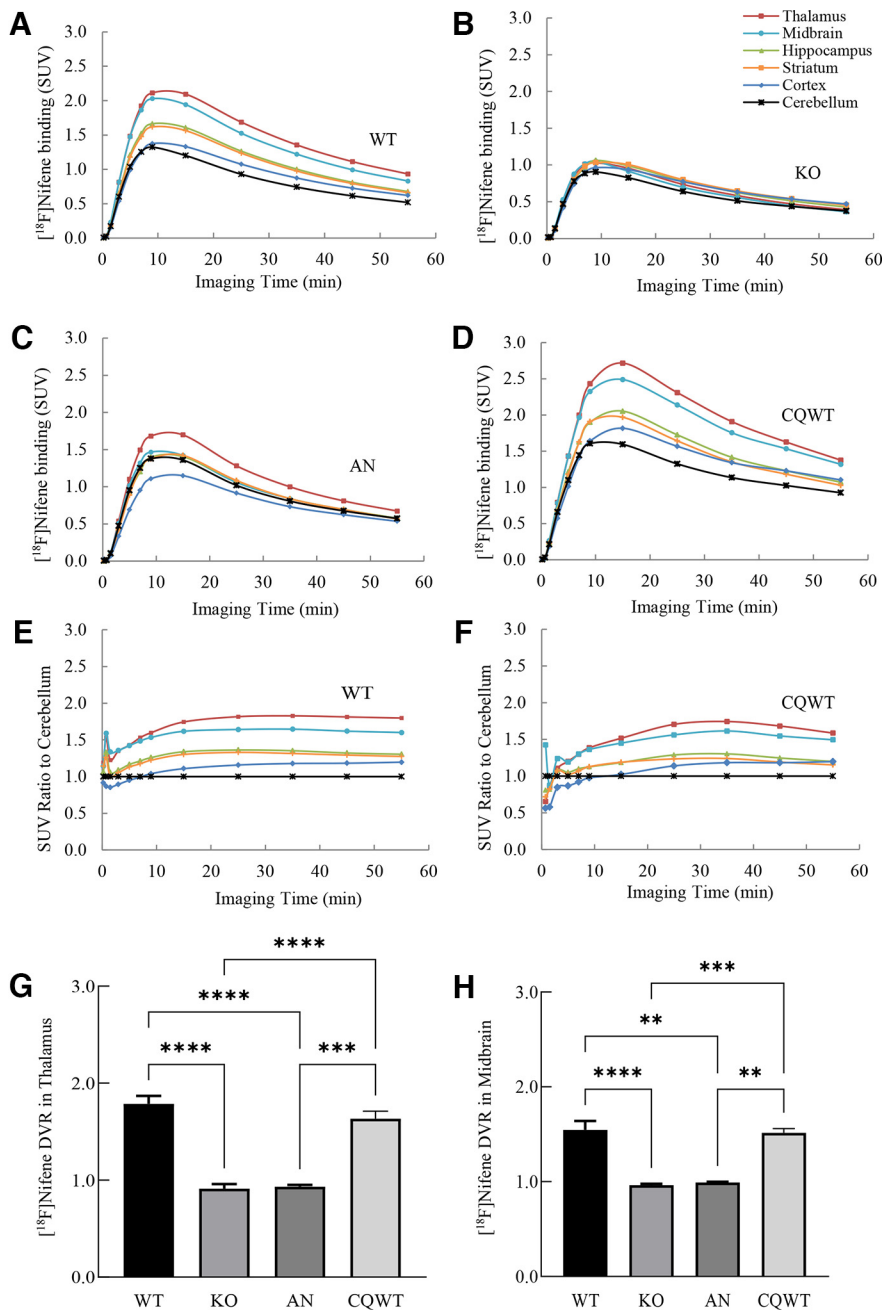 A
[18F]Nifene binding (SUV)
3.0
2.5
2.0
1.5
1.0
0.5
0.0
WT
0 10 20 30 40 50 60
Imaging Time (min)
B
[18F]Nifene binding (SUV)
3.0
2.5
2.0
1.5
1.0
0.5
0.0
Thalamus
Midbrain
Hippocampus
Striatum
Cortex
Cerebellum
KO
0 10 20 30 40 50 60
Imaging Time (min)
C
[18F]Nifene binding (SUV)
3.0
2.5
2.0
1.5
1.0
0.5
0.0
AN
0 10 20 30 40 50 60
Imaging Time (min)
D
[18F]Nifene binding (SUV)
3.0
2.5
2.0
1.5
1.0
0.5
0.0
CQWT
0 10 20 30 40 50 60
Imaging Time (min)
E
SUV Ratio to Cerebellum
3.0
2.5
2.0
1.5
1.0
0.5
0.0
WT
0 10 20 30 40 50 60
Imaging Time (min)
F
SUV Ratio to Cerebellum
3.0
2.5
2.0
1.5
1.0
0.5
0.0
CQWT
0 10 20 30 40 50 60
Imaging Time (min)
G
[18F]Nifene DVR in Thalamus
3.0
2.0
1.0
0.0
****
****
**** ***
WT KO AN CQWT
H
[18F]Nifene DVR in Midbrain
3.0
2.0
1.0
0.0
***
**
**** **
WT KO AN CQWT